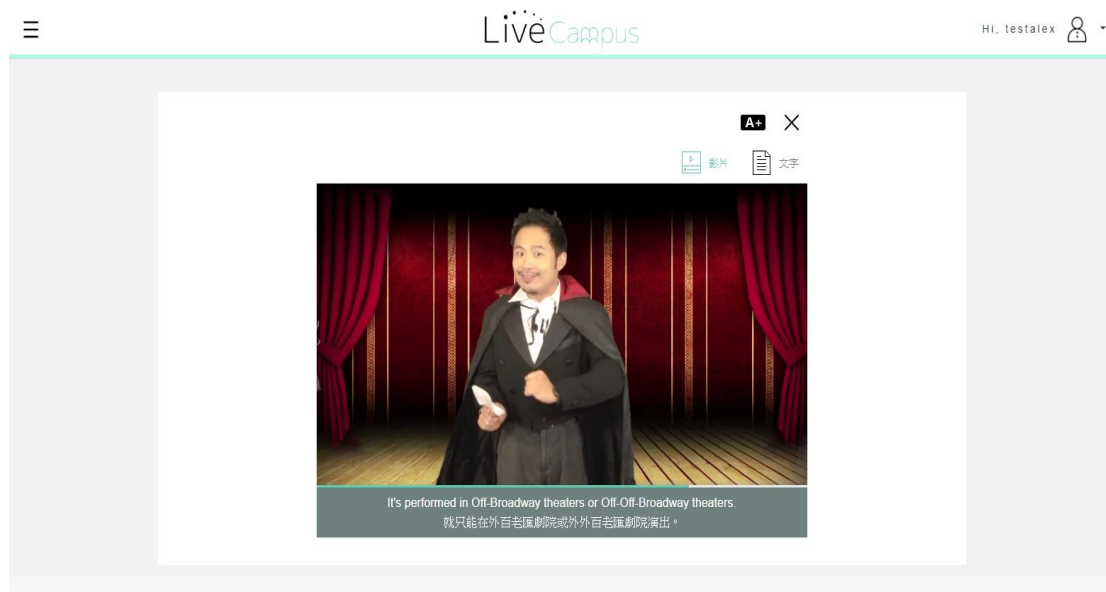 Live Campus
Hi, testalex
A+
影片 文字
It's performed in Off-Broadway theaters or Off-Off-Broadway theaters.
就只能在外百老匯劇院或外外百老匯劇院演出。